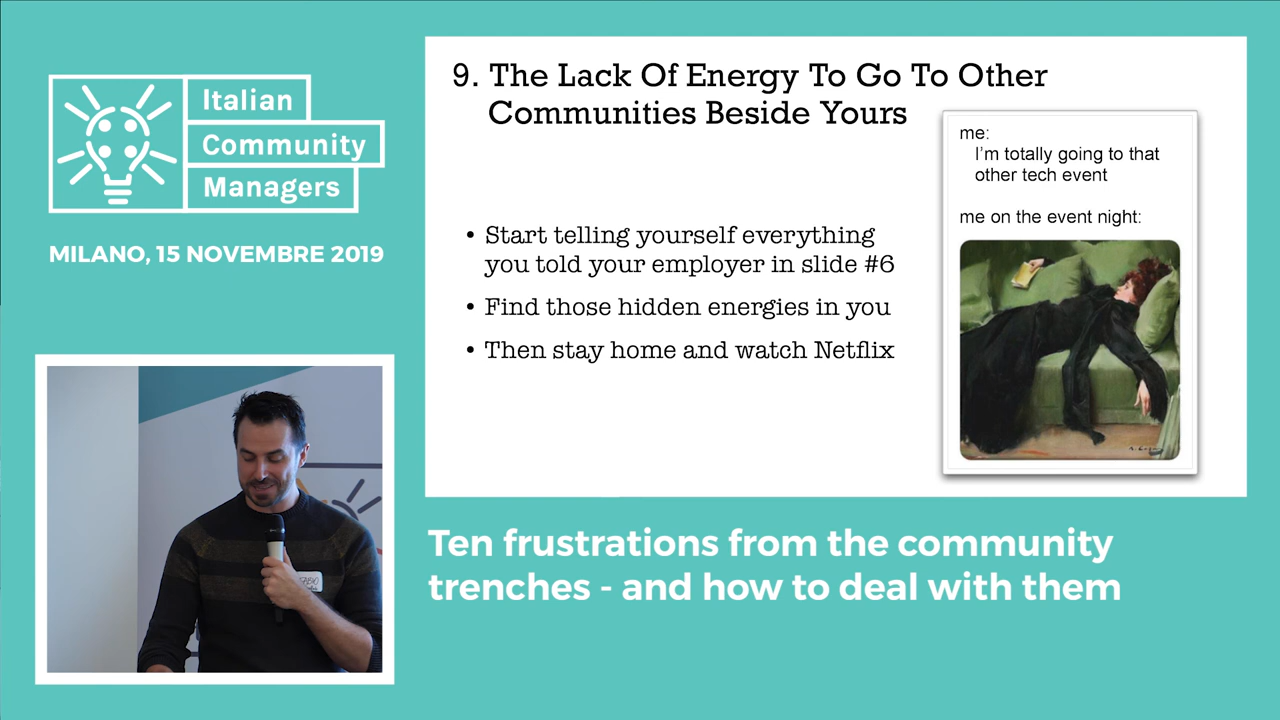 Italian
Community
Managers
MILANO, 15 NOVEMBRE 2019
9. The Lack Of Energy To Go To Other
Communities Beside Yours
• Start telling yourself everything
you told your employer in slide #6
• Find those hidden energies in you
• Then stay home and watch Netflix
me:
I'm totally going to that
other tech event
me on the event night:
Ten frustrations from the community
trenches - and how to deal with them